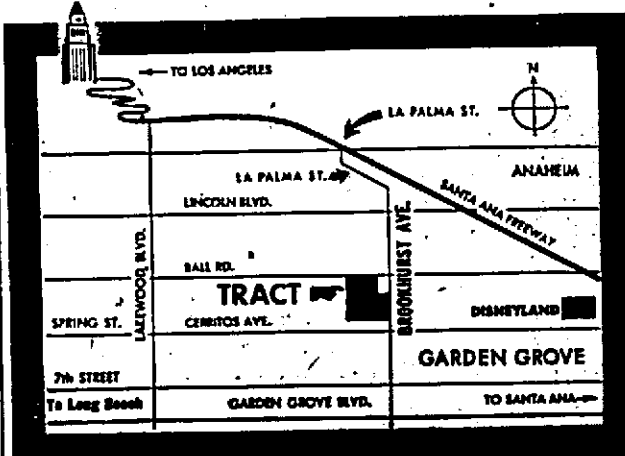 TO LOS ANGELES
N
LA PALMA ST.
LA PALMA ST.
ANAHEIM
LINCOLN BLVD.
SANTA ANA FREEWAY
LAKEWOOD BLVD.
BROOKHURST AVE.
BALL RD.
TRACT
DISNEYLAND
SPRING ST.
CERRITOS AVE.
GARDEN GROVE
7th STREET
To Long Beach
GARDEN GROVE BLVD.
TO SANTA ANA